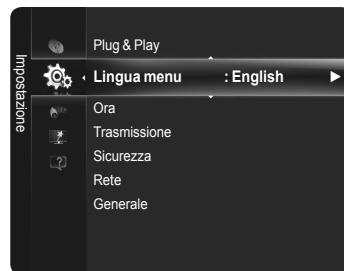 Impostazione
Plug & Play
Lingua menu : English ►
Ora
Trasmissione
Sicurezza
Rete
Generale